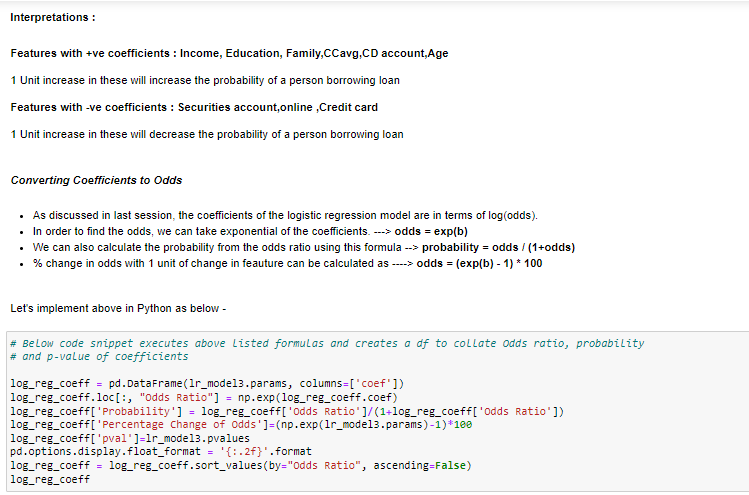 Interpretations :
Features with +ve coefficients : Income, Education, Family,CCavg,CD account,Age
1 Unit increase in these will increase the probability of a person borrowing loan
Features with -ve coefficients : Securities account,online ,Credit card
1 Unit increase in these will decrease the probability of a person borrowing loan
Converting Coefficients to Odds
• As discussed in last session, the coefficients of the logistic regression model are in terms of log(odds).
• In order to find the odds, we can take exponential of the coefficients. ---> odds = exp(b)
• We can also calculate the probability from the odds ratio using this formula --> probability = odds / (1+odds)
• % change in odds with 1 unit of change in feauture can be calculated as ----> odds = (exp(b) - 1) * 100
Let's implement above in Python as below -
# Below code snippet executes above listed formulas and creates a df to collate Odds ratio, probability
# and p-value of coefficients
log_reg_coeff = pd.DataFrame(lr_model3.params, columns=['coef'])
log_reg_coeff.loc[:, "Odds Ratio"] = np.exp(log_reg_coeff.coef)
log_reg_coeff['Probability'] = log_reg_coeff['Odds Ratio']/(1+log_reg_coeff['Odds Ratio'])
log_reg_coeff['Percentage Change of Odds']=(np.exp(lr_model3.params)-1)*100
log_reg_coeff['pval']=lr_model3.pvalues
pd.options.display.float_format = '{:.2f}'.format
log_reg_coeff = log_reg_coeff.sort_values(by="Odds Ratio", ascending=False)
log_reg_coeff